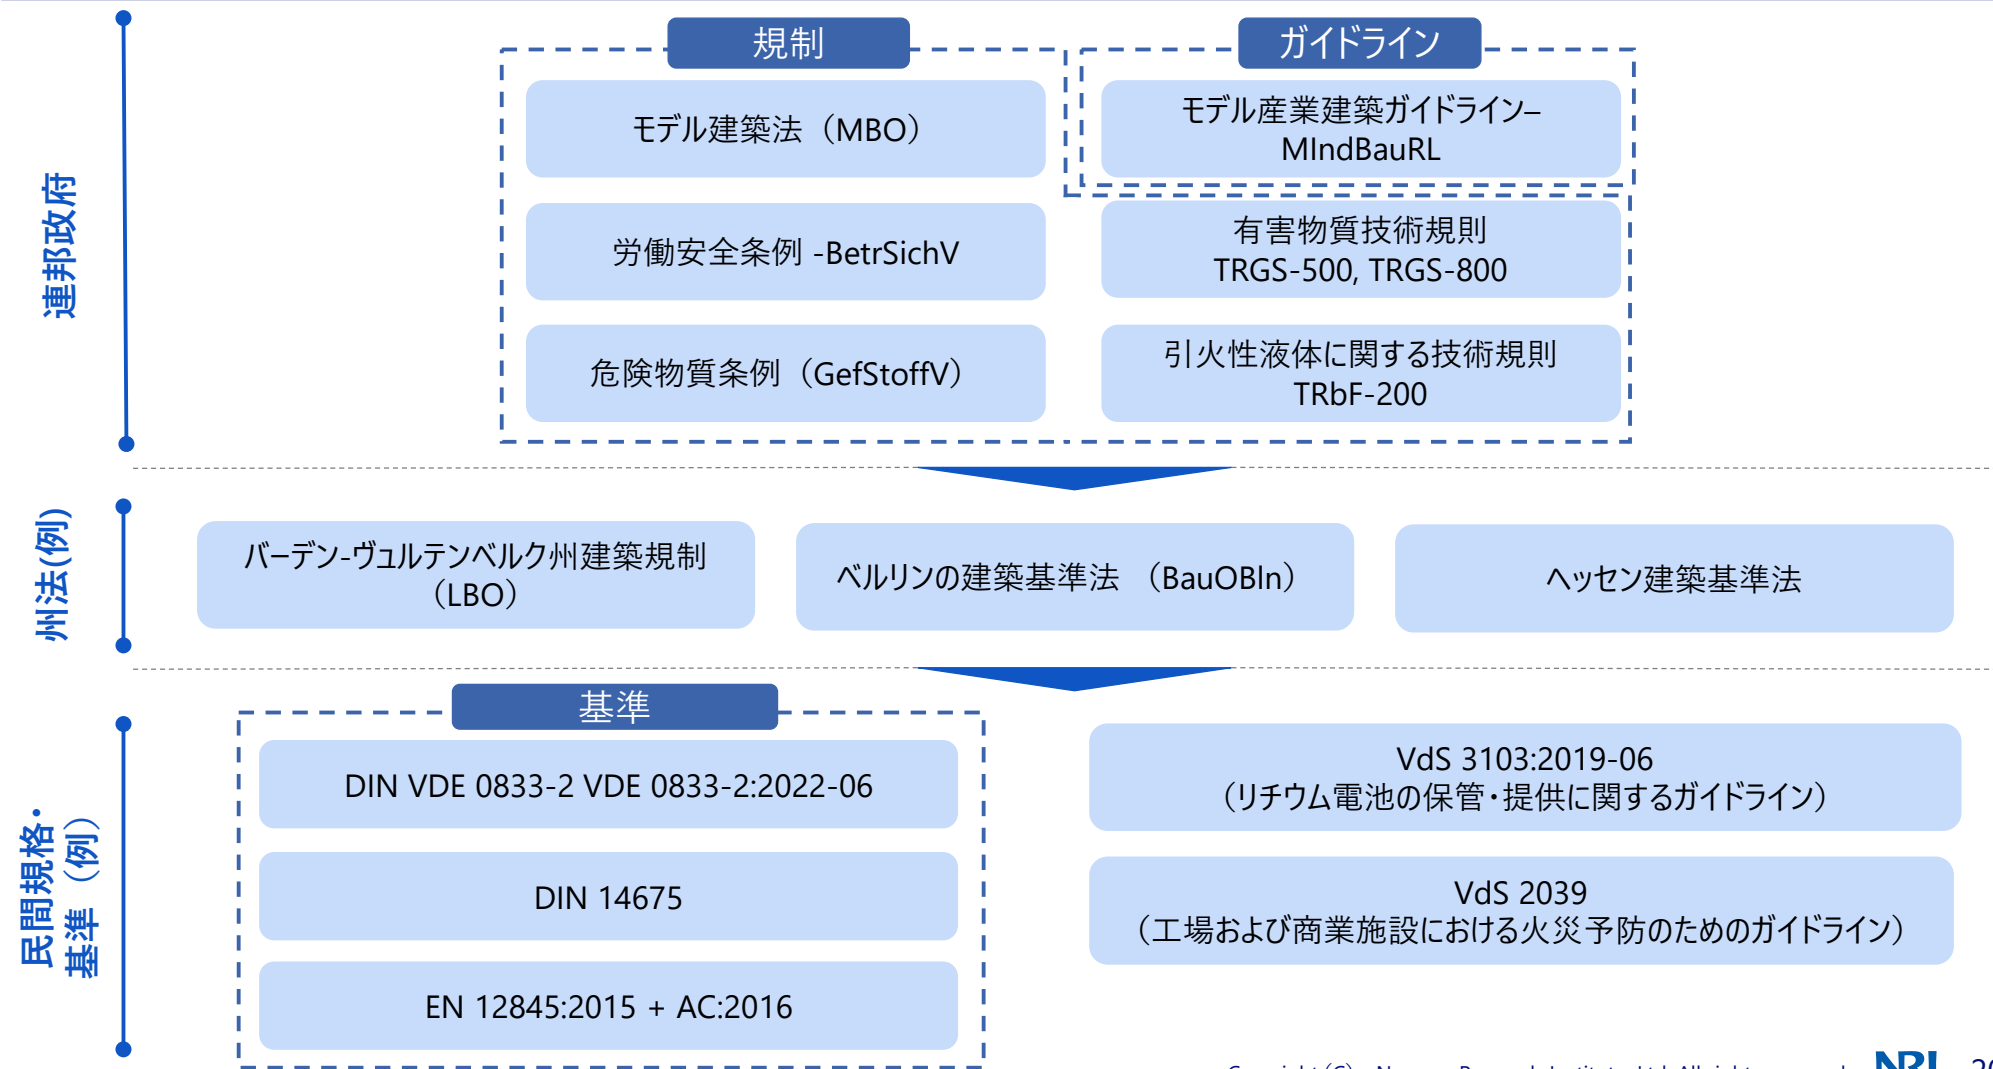 規制
ガイドライン
連邦政府
モデル建築法（MBO）
モデル産業建築ガイドライン–
MIndBauRL
労働安全条例 -BetrSichV
有害物質技術規則
TRGS-500, TRGS-800
危険物質条例（GefStoffV）
引火性液体に関する技術規則
TRbF-200
州法(例)
バーデン-ヴュルテンベルク州建築規制
（LBO）
ベルリンの建築基準法 （BauOBln）
ヘッセン建築基準法
民間規格・
基準（例）
基準
DIN VDE 0833-2 VDE 0833-2:2022-06
DIN 14675
EN 12845:2015 + AC:2016
VdS 3103:2019-06
（リチウム電池の保管・提供に関するガイドライン）
VdS 2039
（工場および商業施設における火災予防のためのガイドライン）
NRI